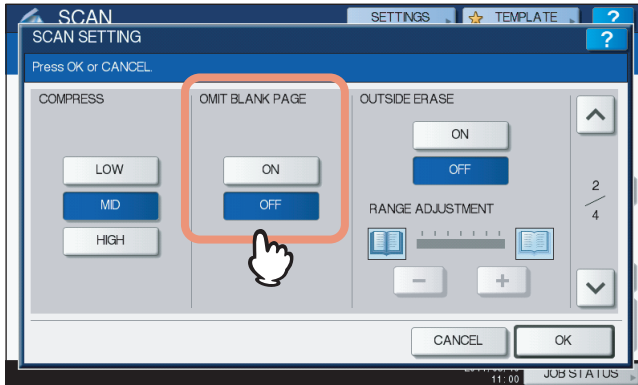 SCAN
SETTINGS
TEMPLATE
?
SCAN SETTING
?
Press OK or CANCEL.
COMPRESS
LOW
MID
HIGH
OMIT BLANK PAGE
ON
OFF
OUTSIDE ERASE
ON
OFF
RANGE ADJUSTMENT
-
+
2
4
CANCEL
OK
11:00
JOB STATUS